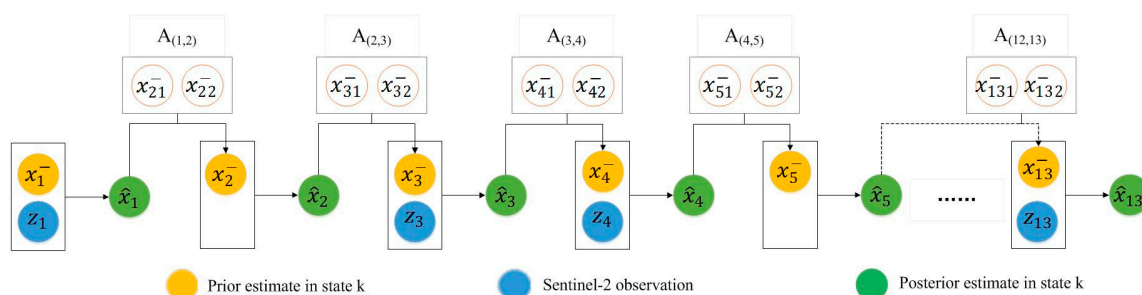 A(1,2) A(2,3) A(3,4) A(4,5) A(12,13)
x₂₁⁻ x₂₂⁻ x₃₁⁻ x₃₂⁻ x₄₁⁻ x₄₂⁻ x₅₁⁻ x₅₂⁻ x₁₃₁⁻ x₁₃₂⁻
x₁⁻ x₂⁻ x₃⁻ x₄⁻ x₅⁻ x₁₃⁻
x̂₁ x̂₂ x̂₃ x̂₄ x̂₅ ...... x̂₁₃
z₁ z₃ z₄ z₁₃
Prior estimate in state k Sentinel-2 observation Posterior estimate in state k